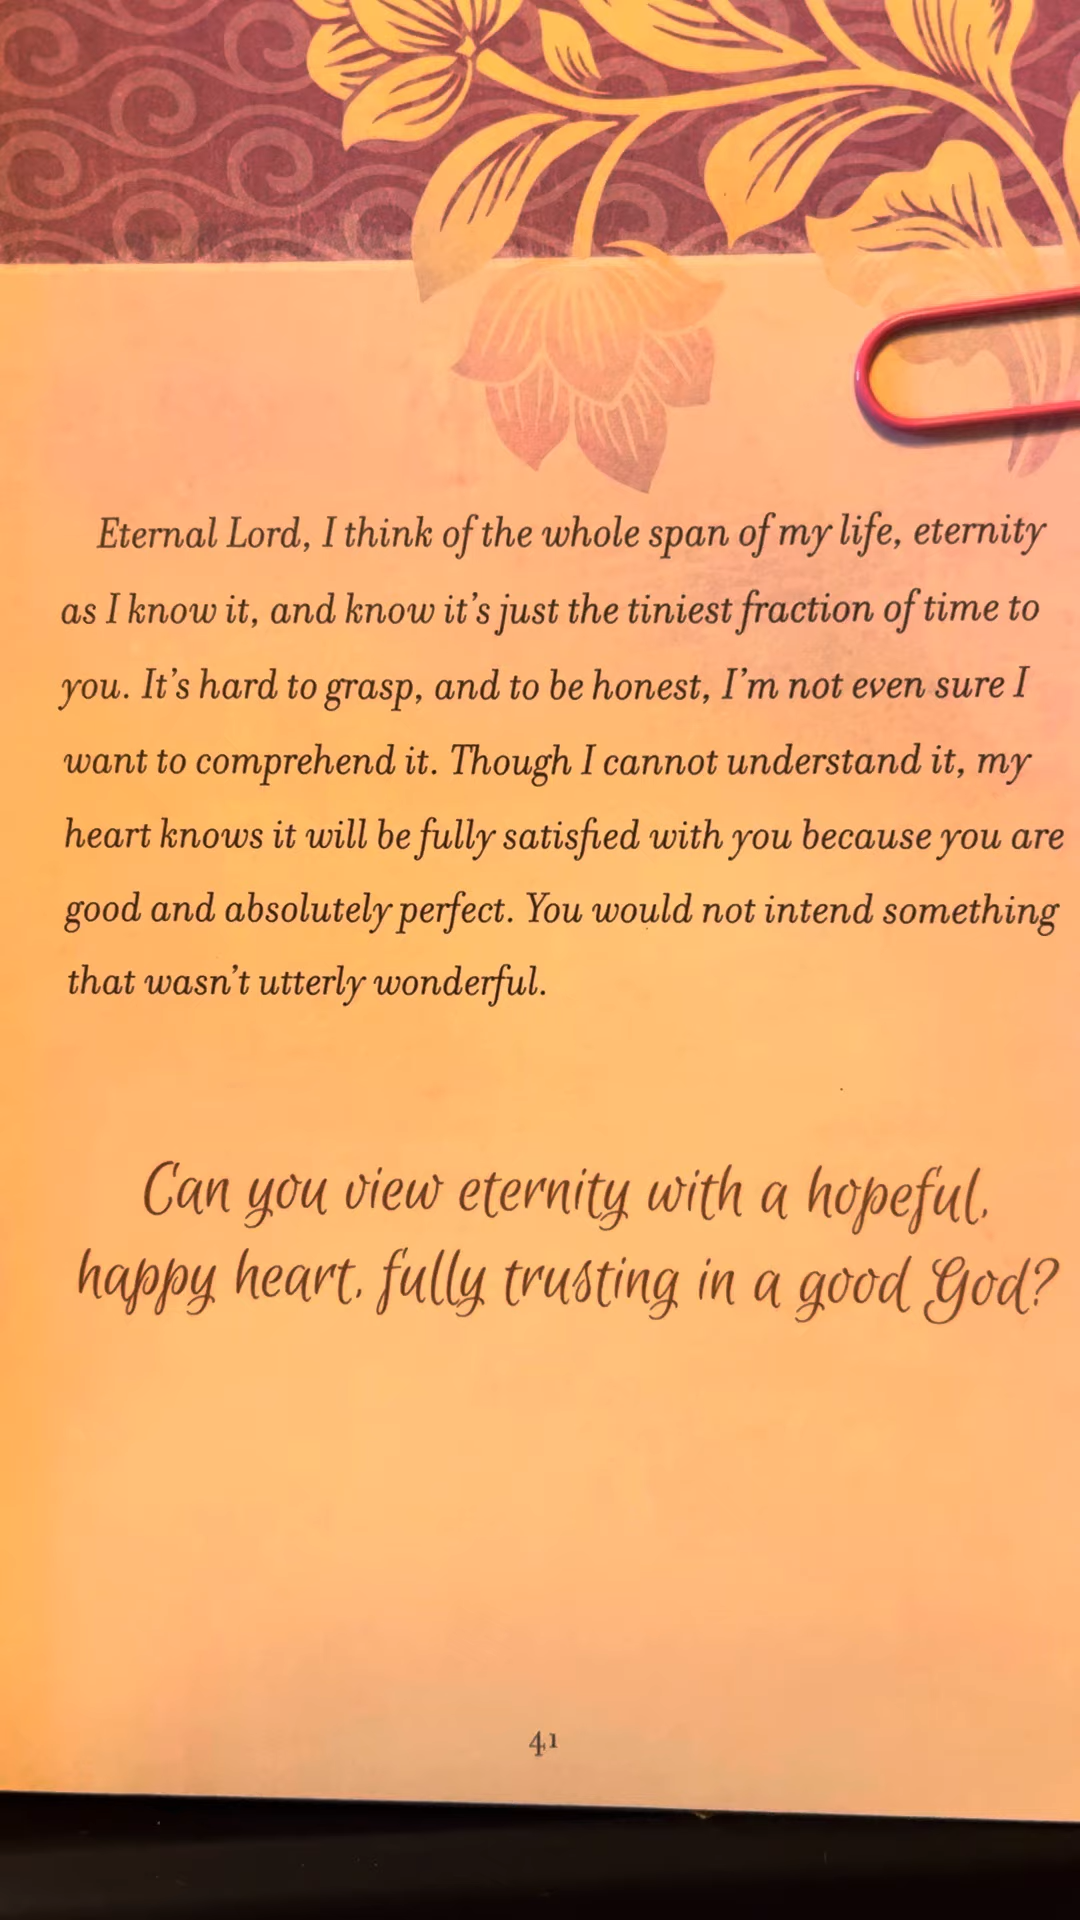 Eternal Lord, I think of the whole span of my life, eternity
as I know it, and know it's just the tiniest fraction of time to
you. It's hard to grasp, and to be honest, I'm not even sure I
want to comprehend it. Though I cannot understand it, my
heart knows it will be fully satisfied with you because you are
good and absolutely perfect. You would not intend something
that wasn't utterly wonderful.
Can you view eternity with a hopeful,
happy heart, fully trusting in a good God?
41